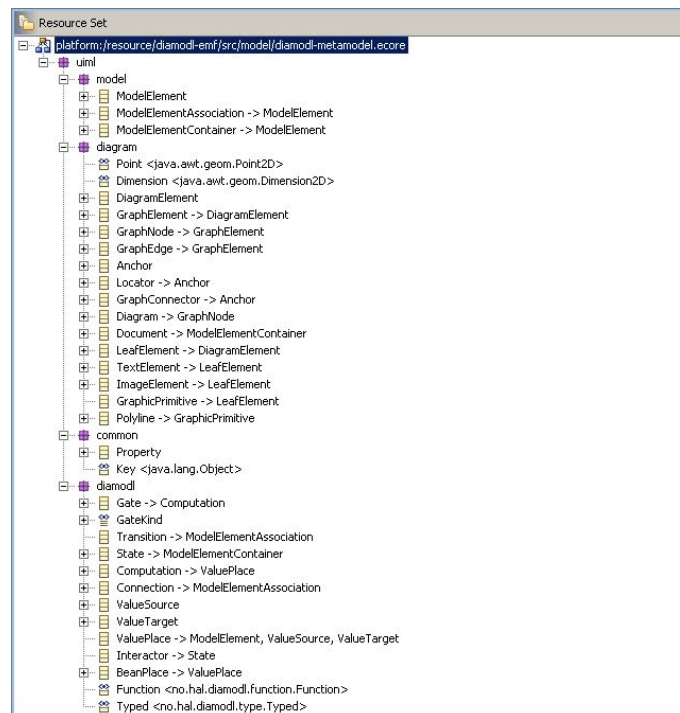 Resource Set
platform:/resource/diamodl-emf/src/model/diamodl-metamodel.ecore
uiml
model
ModelElement
ModelElementAssociation -> ModelElement
ModelElementContainer -> ModelElement
diagram
Point <java.awt.geom.Point2D>
Dimension <java.awt.geom.Dimension2D>
DiagramElement
GraphElement -> DiagramElement
GraphNode -> GraphElement
GraphEdge -> GraphElement
Anchor
Locator -> Anchor
GraphConnector -> Anchor
Diagram -> GraphNode
Document -> ModelElementContainer
LeafElement -> DiagramElement
TextElement -> LeafElement
ImageElement -> LeafElement
GraphicPrimitive -> LeafElement
Polyline -> GraphicPrimitive
common
Property
Key <java.lang.Object>
diamodl
Gate -> Computation
GateKind
Transition -> ModelElementAssociation
State -> ModelElementContainer
Computation -> ValuePlace
Connection -> ModelElementAssociation
ValueSource
ValueTarget
ValuePlace -> ModelElement, ValueSource, ValueTarget
Interactor -> State
BeanPlace -> ValuePlace
Function <no.hal.diamodl.function.Function>
Typed <no.hal.diamodl.type.Typed>